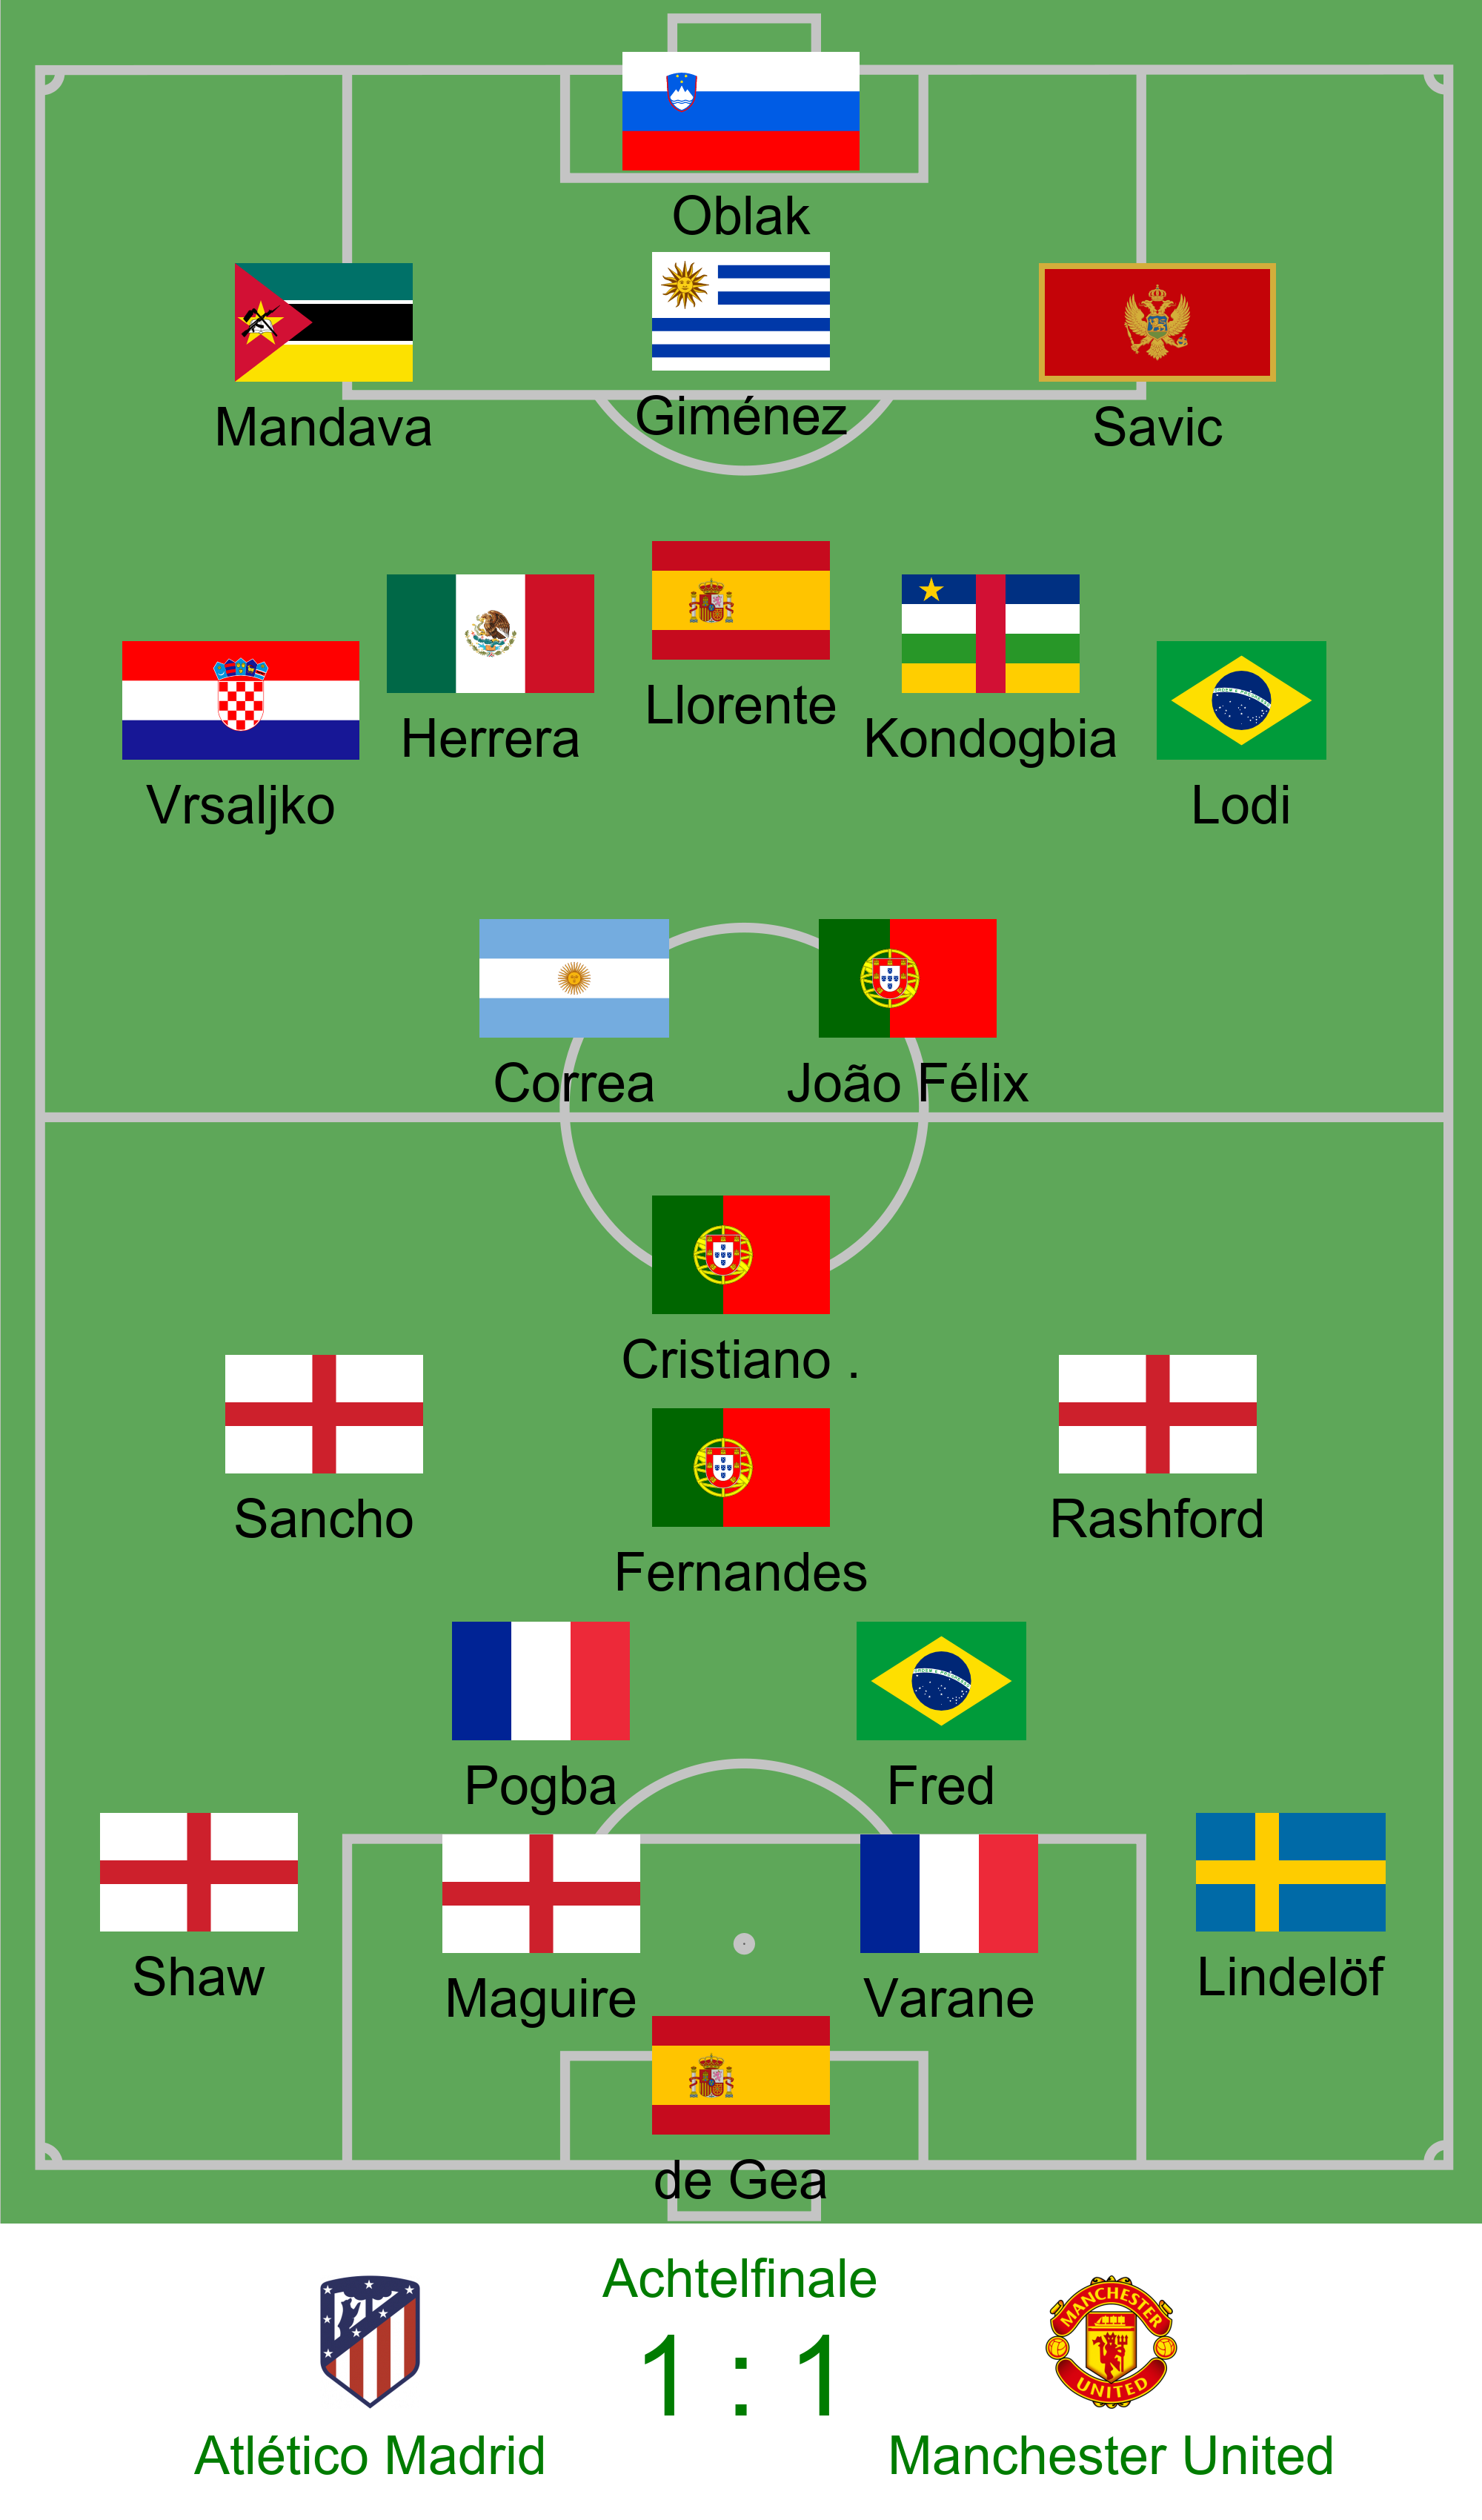 Oblak
Mandava
Giménez
Savic
Llorente
Herrera
Kondogbia
Vrsaljko
Lodi
Correa
João Félix
Cristiano .
Sancho
Rashford
Fernandes
Pogba
Fred
Shaw
Maguire
Varane
Lindelöf
de Gea
Achtelfinale
1 : 1
MANCHESTER
UNITED
Atlético Madrid
Manchester United